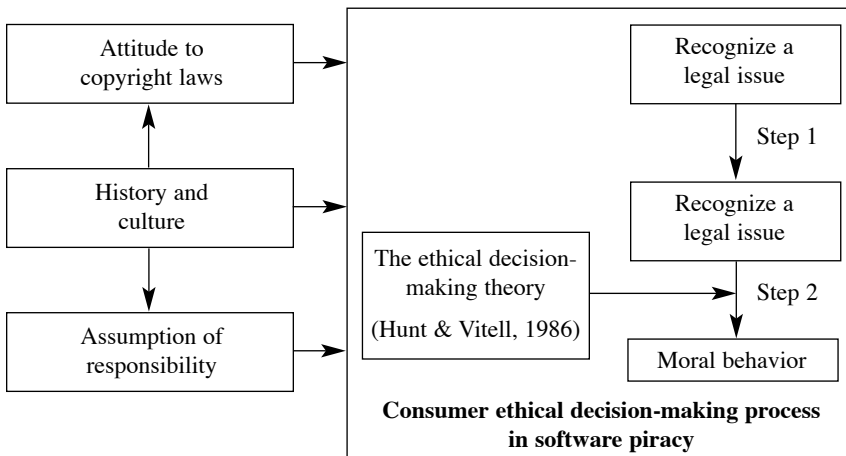 Attitude to
copyright laws
History and
culture
Assumption of
responsibility
Recognize a
legal issue
Step 1
Recognize a
legal issue
The ethical decision-
making theory
(Hunt & Vitell, 1986)
Step 2
Moral behavior
Consumer ethical decision-making process
in software piracy